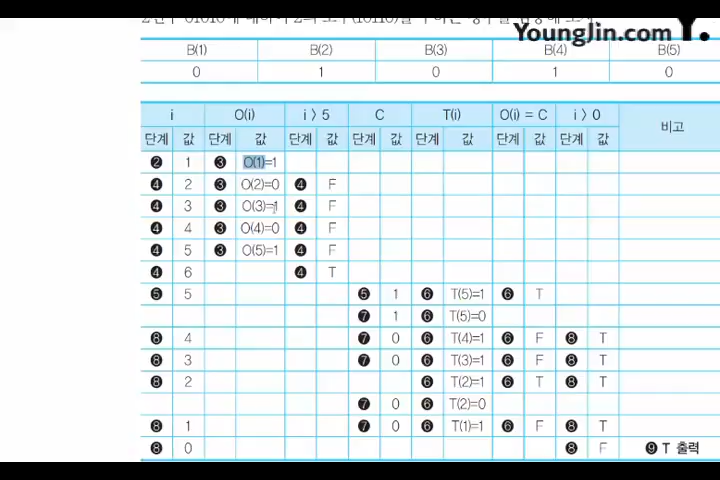 YoungJin.com Y.
B(1) B(2) B(3) B(4) B(5)
0 1 0 1 0
i O(i) i > 5 C T(i) O(i) = C i > 0 비고
단계 값 단계 값 단계 값 단계 값 단계 값 단계 값 단계 값
❷ 1 ❸ O(1)=1
❹ 2 ❸ O(2)=0 ❹ F
❹ 3 ❸ O(3)=1 ❹ F
❹ 4 ❸ O(4)=0 ❹ F
❹ 5 ❸ O(5)=1 ❹ F
❹ 6 ❹ T
❺ 5 ❺ 1 ❻ T(5)=1 ❻ T
❼ 1 ❻ T(5)=0
❽ 4 ❼ 0 ❻ T(4)=1 ❻ F ❽ T
❽ 3 ❼ 0 ❻ T(3)=1 ❻ F ❽ T
❽ 2 ❻ T(2)=1 ❻ T ❽ T
❼ 0 ❻ T(2)=0
❽ 1 ❼ 0 ❻ T(1)=1 ❻ F ❽ T
❽ 0 ❽ F ❾ T 출력